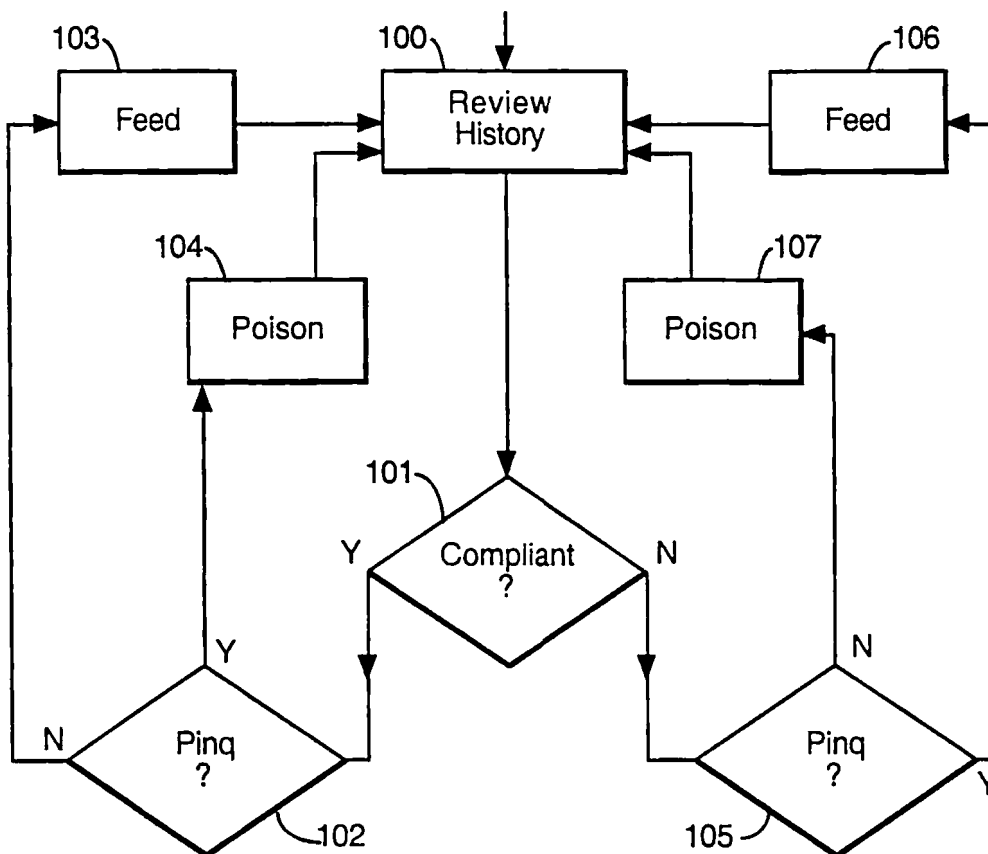 103
100
106
Feed
Review
History
Feed
104
107
Poison
Poison
101
Y
Compliant
?
N
Y
N
N
Pinq
?
Pinq
?
Y
102
105